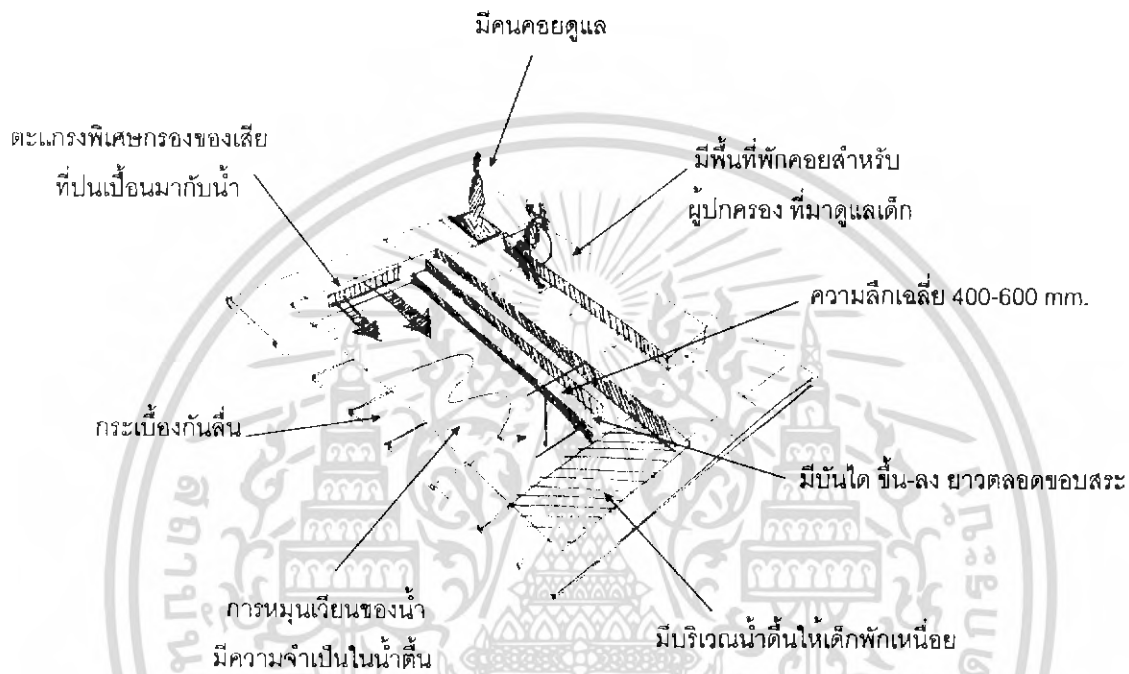 มีคนคอยดูแล
ตะแกรงพิเศษกรองของเสีย
ที่ปนเปื้อนมากับน้ำ
มีพื้นที่พักคอยสำหรับ
ผู้ปกครอง ที่มาดูแลเด็ก
ความลึกเฉลี่ย 400-600 mm.
กระเบื้องกันลื่น
มีบันได ขึ้น-ลง ยาวตลอดขอบสระ
การหมุนเวียนของน้ำ
มีความจำเป็นในน้ำตื้น
มีบริเวณน้ำตื้นให้เด็กพักเหนื่อย